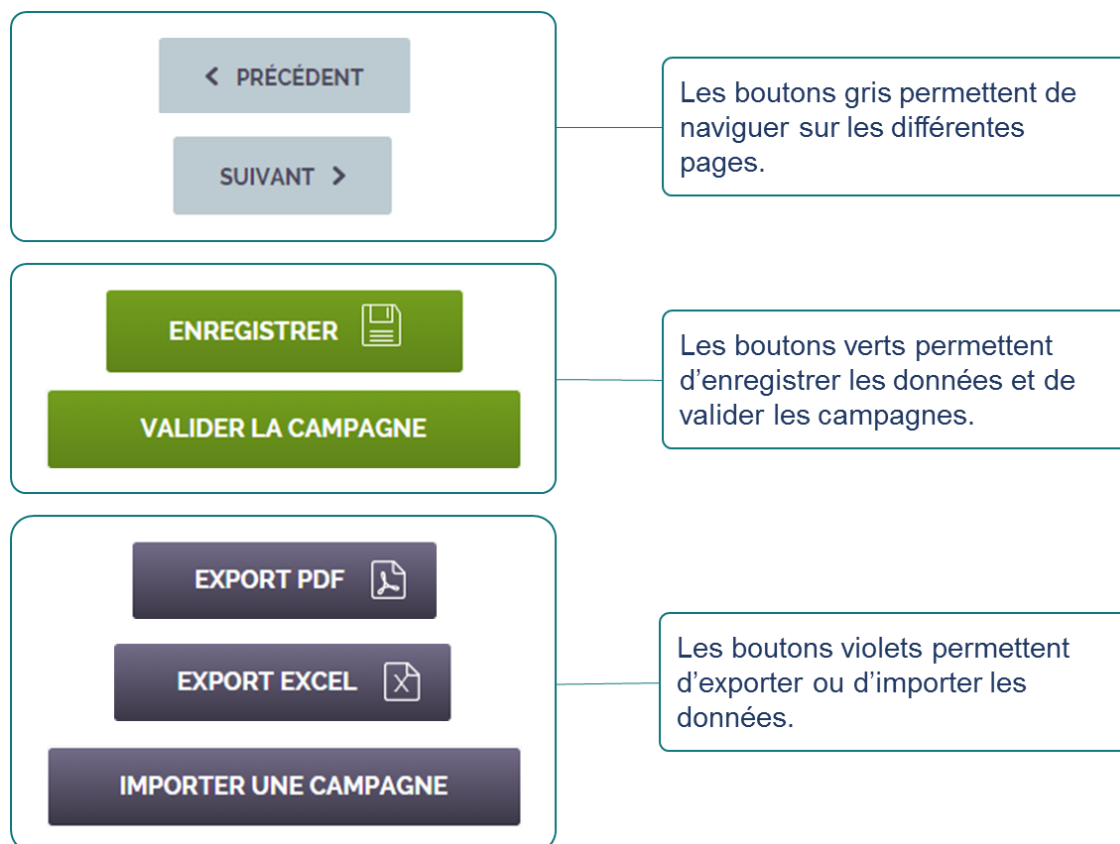 PRÉCÉDENT
SUIVANT
Les boutons gris permettent de
naviguer sur les différentes
pages.
ENREGISTRER
VALIDER LA CAMPAGNE
Les boutons verts permettent
d’enregistrer les données et de
valider les campagnes.
EXPORT PDF
EXPORT EXCEL
IMPORTER UNE CAMPAGNE
Les boutons violets permettent
d’exporter ou d’importer les
données.